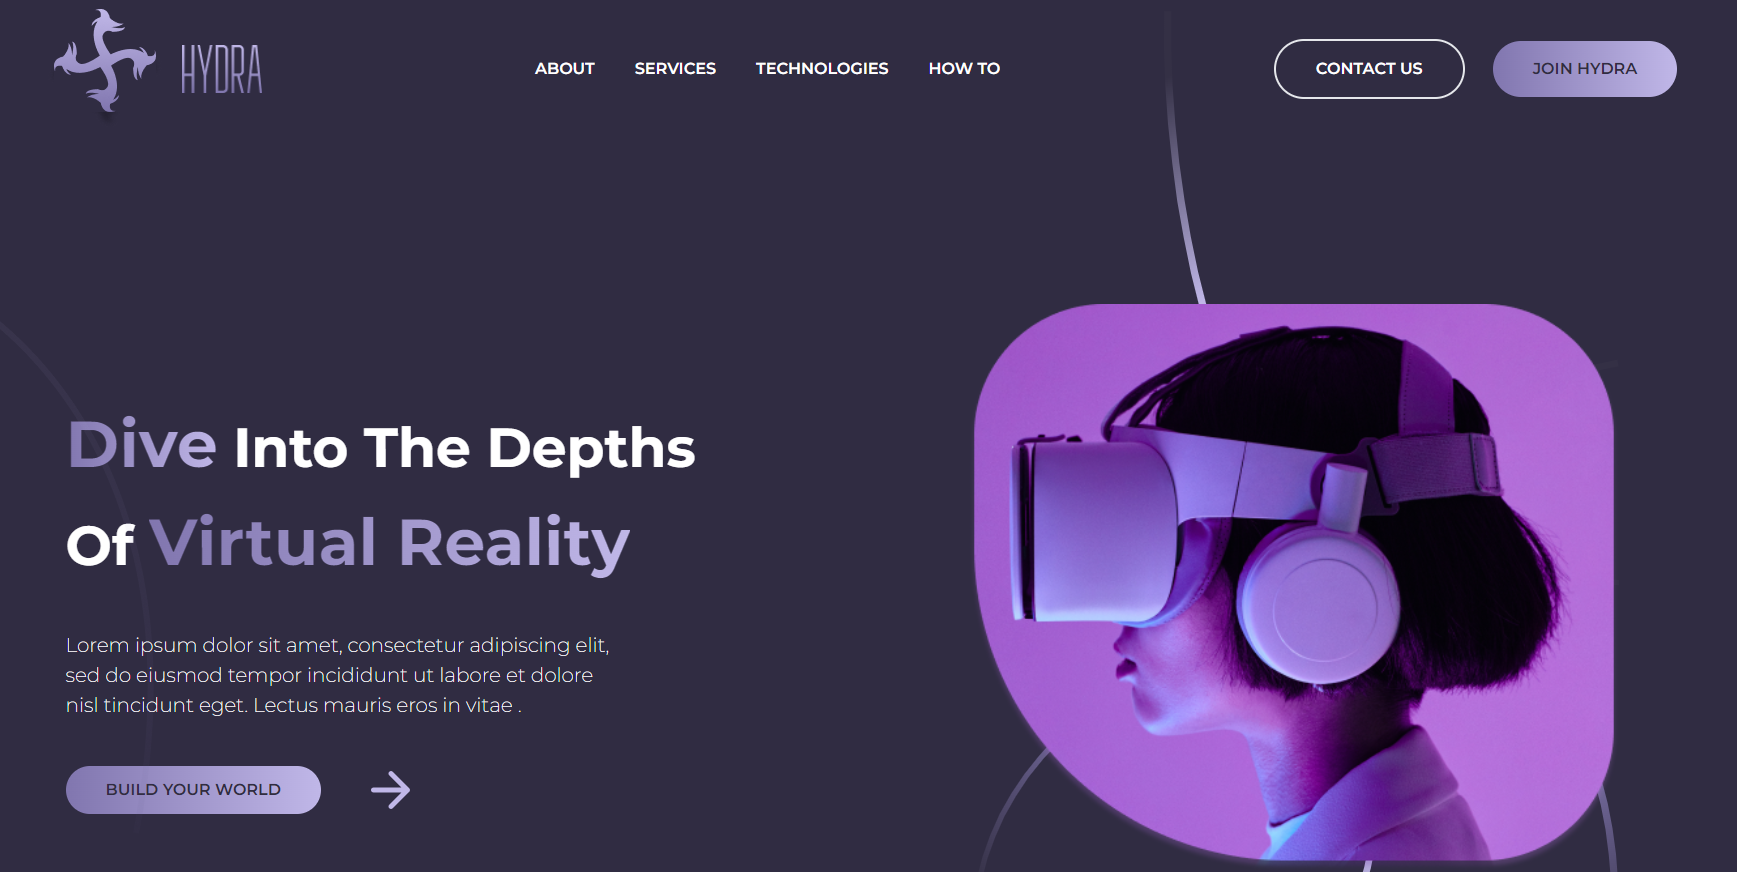 HYDRA
ABOUT SERVICES TECHNOLOGIES HOW TO
CONTACT US
JOIN HYDRA
Dive Into The Depths
Of Virtual Reality
Lorem ipsum dolor sit amet, consectetur adipiscing elit,
sed do eiusmod tempor incididunt ut labore et dolore
nisl tincidunt eget. Lectus mauris eros in vitae .
BUILD YOUR WORLD